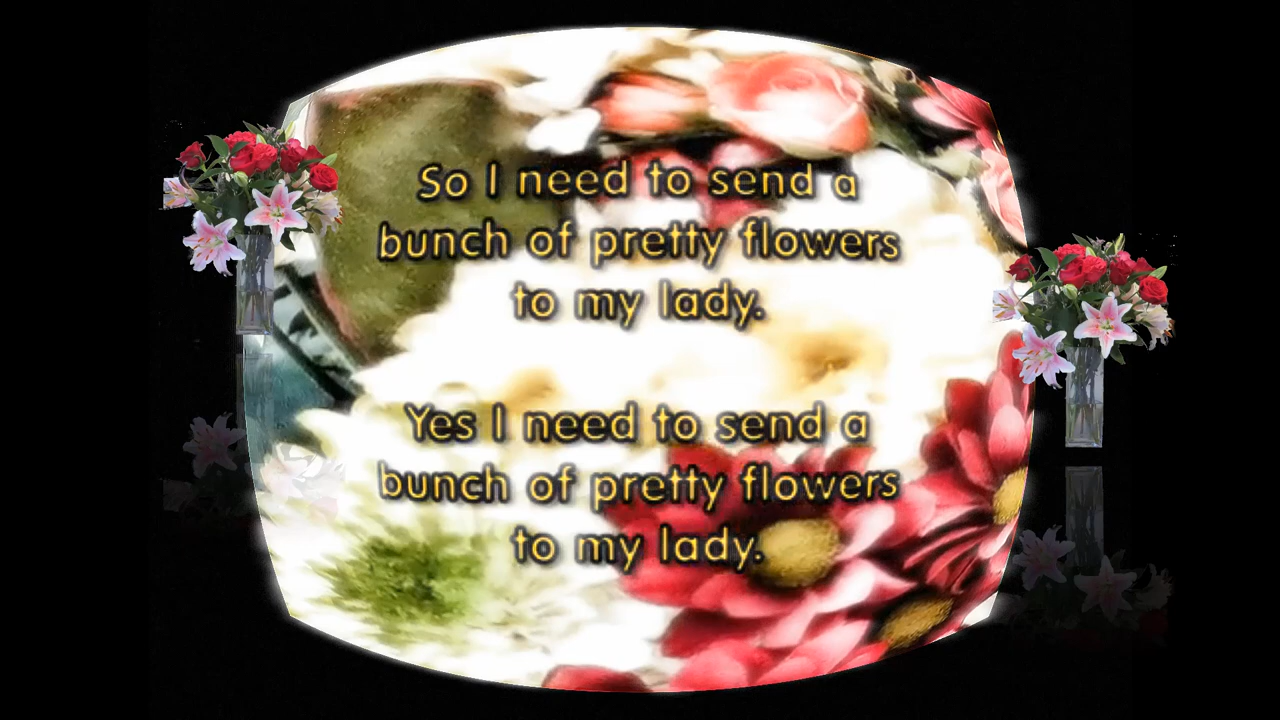 So I need to send a
bunch of pretty flowers
to my lady.
Yes I need to send a
bunch of pretty flowers
to my lady.